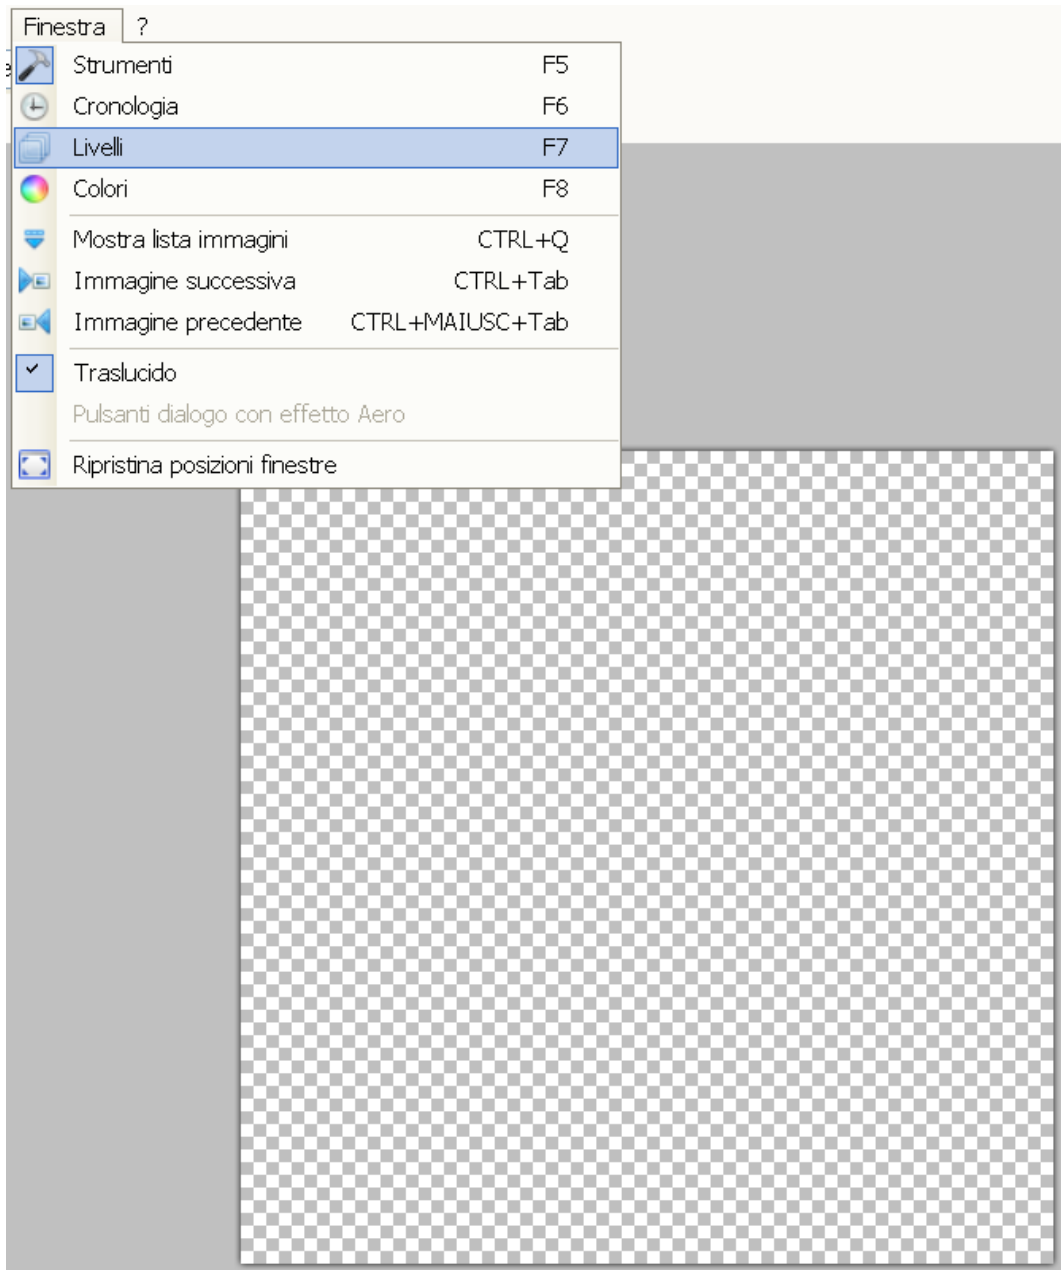 Finestra ?
Strumenti F5
Cronologia F6
Livelli F7
Colori F8
Mostra lista immagini CTRL+Q
Immagine successiva CTRL+Tab
Immagine precedente CTRL+MAIUSC+Tab
Traslucido
Pulsanti dialogo con effetto Aero
Ripristina posizioni finestre